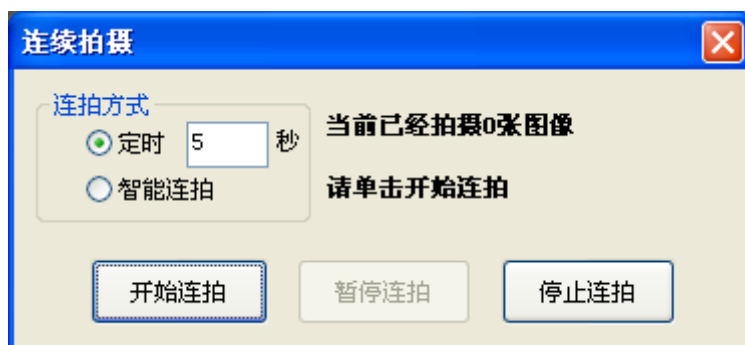 连续拍摄
连拍方式
定时 5 秒
智能连拍
当前已经拍摄0张图像
请单击开始连拍
开始连拍 暂停连拍 停止连拍